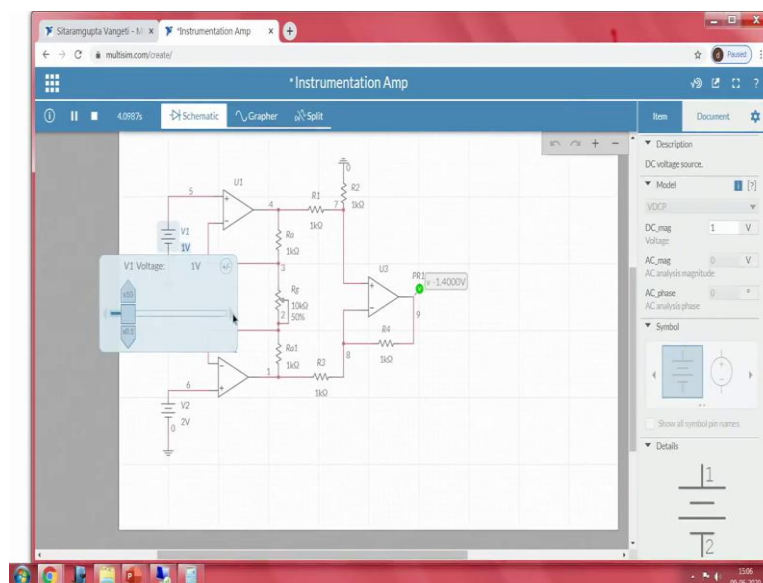 Sitaramgupta Vangeti - M x
*Instrumentation Amp x
multisim.com/create/
Paused
* Instrumentation Amp
4.0987s Schematic Grapher Split
Item Document
Description
DC voltage source.
Model [?]
VDCP
DC_mag 1 V
Voltage
AC_mag 0 V
AC analysis magnitude
AC_phase 0 °
AC analysis phase
Symbol
Show all symbol pin names
Details
1
2
0
R2
1kΩ
U1
5
4
R1
1kΩ
7
V1
1V
Ra
1kΩ
3
V1 Voltage: 1V
x10
x0.1
Rg
10kΩ
50%
2
U3
PR1
V -1.4000V
9
R4
1kΩ
8
Ra1
1kΩ
1
R3
1kΩ
6
V2
2V
0
15:06